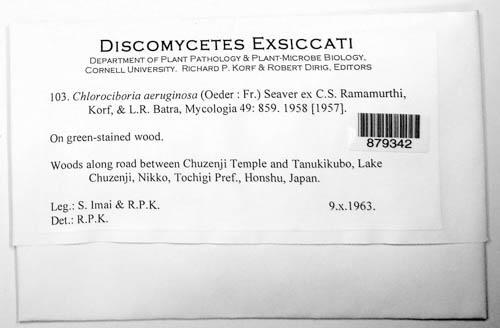 DISCOMYCETES EXSICCATI
DEPARTMENT OF PLANT PATHOLOGY & PLANT-MICROBE BIOLOGY,
CORNELL UNIVERSITY. RICHARD P. KORF & ROBERT DIRIG, EDITORS
103. Chlorociboria aeruginosa (Oeder : Fr.) Seaver ex C.S. Ramamurthi,
Korf, & L.R. Batra, Mycologia 49: 859. 1958 [1957].
On green-stained wood.
879342
Woods along road between Chuzenji Temple and Tanukikubo, Lake
Chuzenji, Nikko, Tochigi Pref., Honshu, Japan.
Leg.: S. Imai & R.P.K. 9.x.1963.
Det.: R.P.K.